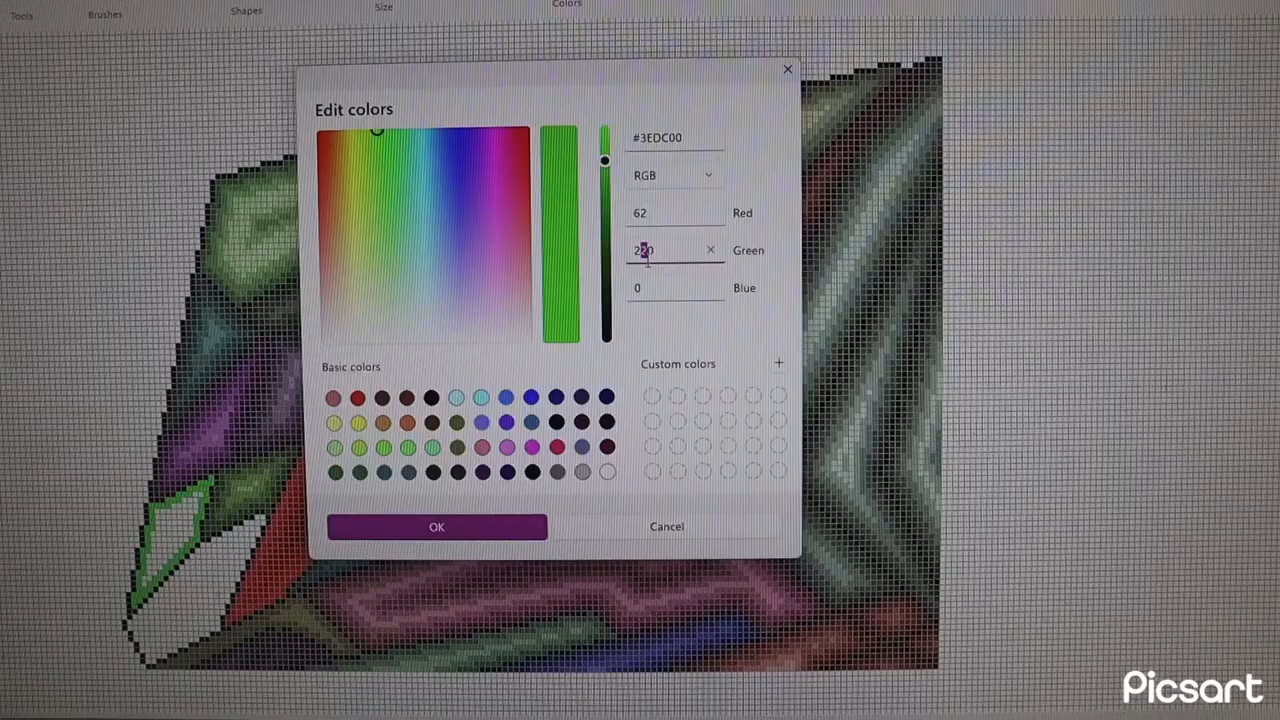 Tools
Brushes
Shapes
Size
Colors
Edit colors
#3EDC00
RGB
62 Red
220 Green
0 Blue
Basic colors
Custom colors
OK
Cancel
Picsart